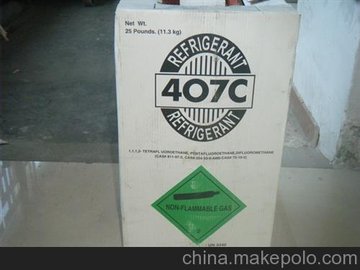 Net Wt.
25 Pounds. (11.3 kg)
REFRIGERANT
407C
REFRIGERANT
NON-FLAMMABLE GAS
china.makepolo.com